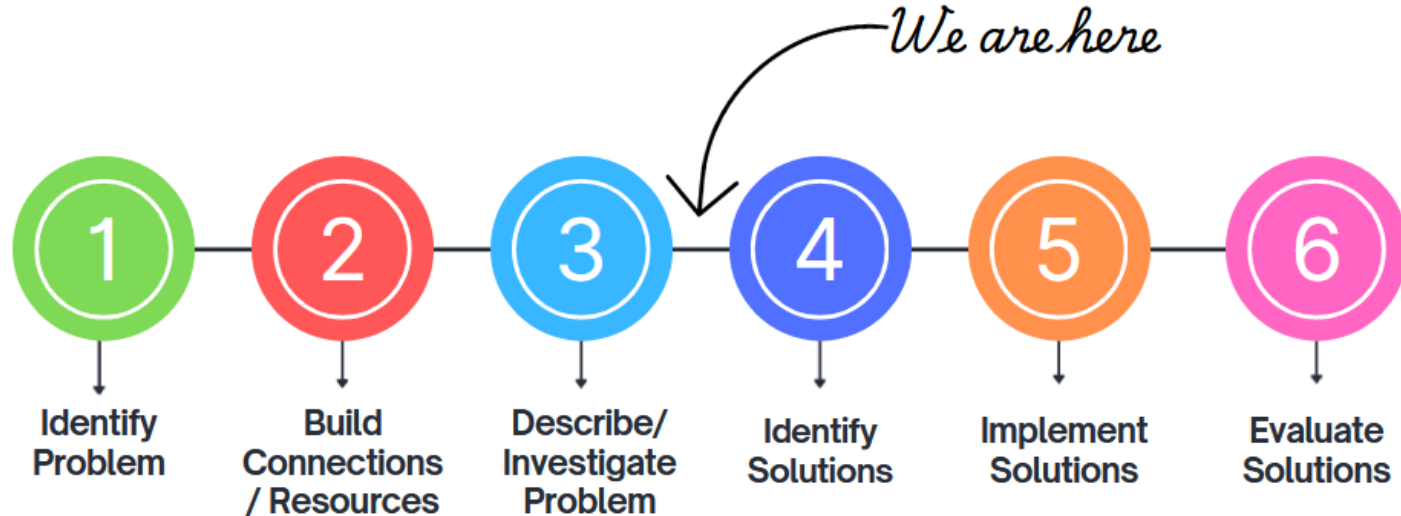 We are here
1
2
3
4
5
6
Identify
Problem
Build
Connections
/ Resources
Describe/
Investigate
Problem
Identify
Solutions
Implement
Solutions
Evaluate
Solutions